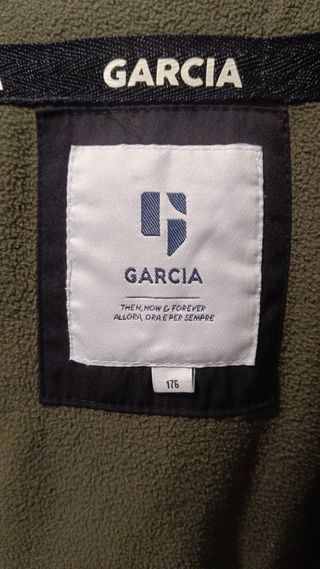 GARCIA
GARCIA
THEN, NOW & FOREVER
ALLORA, ORA E PER SEMPRE
176